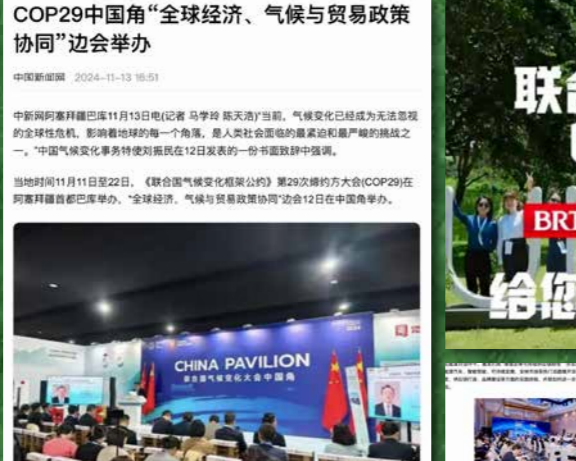 COP29中国角“全球经济、气候与贸易政策
协同”边会举办
中国新闻网 2024-11-13 16:51
中新网阿塞拜疆巴库11月13日电(记者 马学玲 陈天浩)“当前，气候变化已经成为无法忽视
的全球性危机，影响着地球的每一个角落，是人类社会面临的最紧迫和最严峻的挑战之
一。”中国气候变化事务特使刘振民在12日发表的一份书面致辞中强调。
当地时间11月11日至22日，《联合国气候变化框架公约》第29次缔约方大会(COP29)在
阿塞拜疆首都巴库举办，“全球经济、气候与贸易政策协同”边会12日在中国角举办。
CHINA PAVILION
联合国气候变化大会中国角
联
BRT
给您